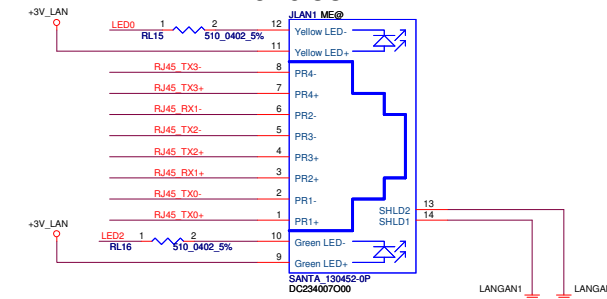 JLAN1 ME@
+3V_LAN
LED0 1 2 12 Yellow LED-
RL15 510_0402_5%
11 Yellow LED+
RJ45_TX3- 8 PR4-
RJ45_TX3+ 7 PR4+
RJ45_RX1- 6 PR2-
RJ45_TX2- 5 PR3-
RJ45_TX2+ 4 PR3+
RJ45_RX1+ 3 PR2+
RJ45_TX0- 2 PR1-
SHLD2 13
RJ45_TX0+ 1 PR1+
SHLD1 14
+3V_LAN
LED2 1 2 10 Green LED-
RL16 510_0402_5%
9 Green LED+
SANTA_130452-0P
DC234007O00
LANGAN1